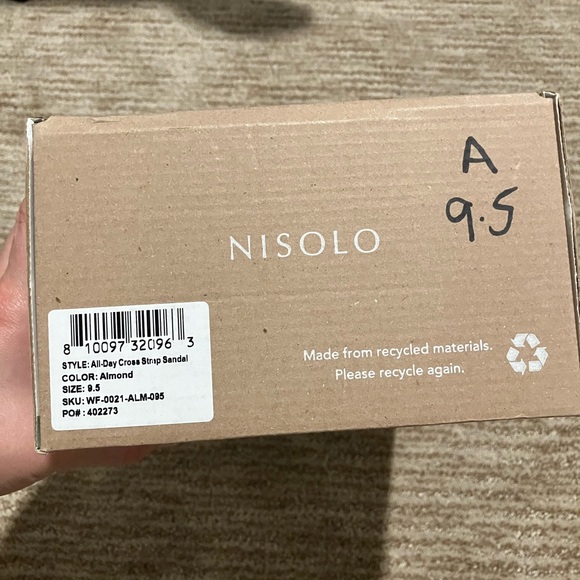 A
9.5
NISOLO
Made from recycled materials.
Please recycle again.
8 10097 32096 3
STYLE: All-Day Cross Strap Sandal
COLOR: Almond
SIZE: 9.5
SKU: WF-0021-ALM-095
PO# : 402273